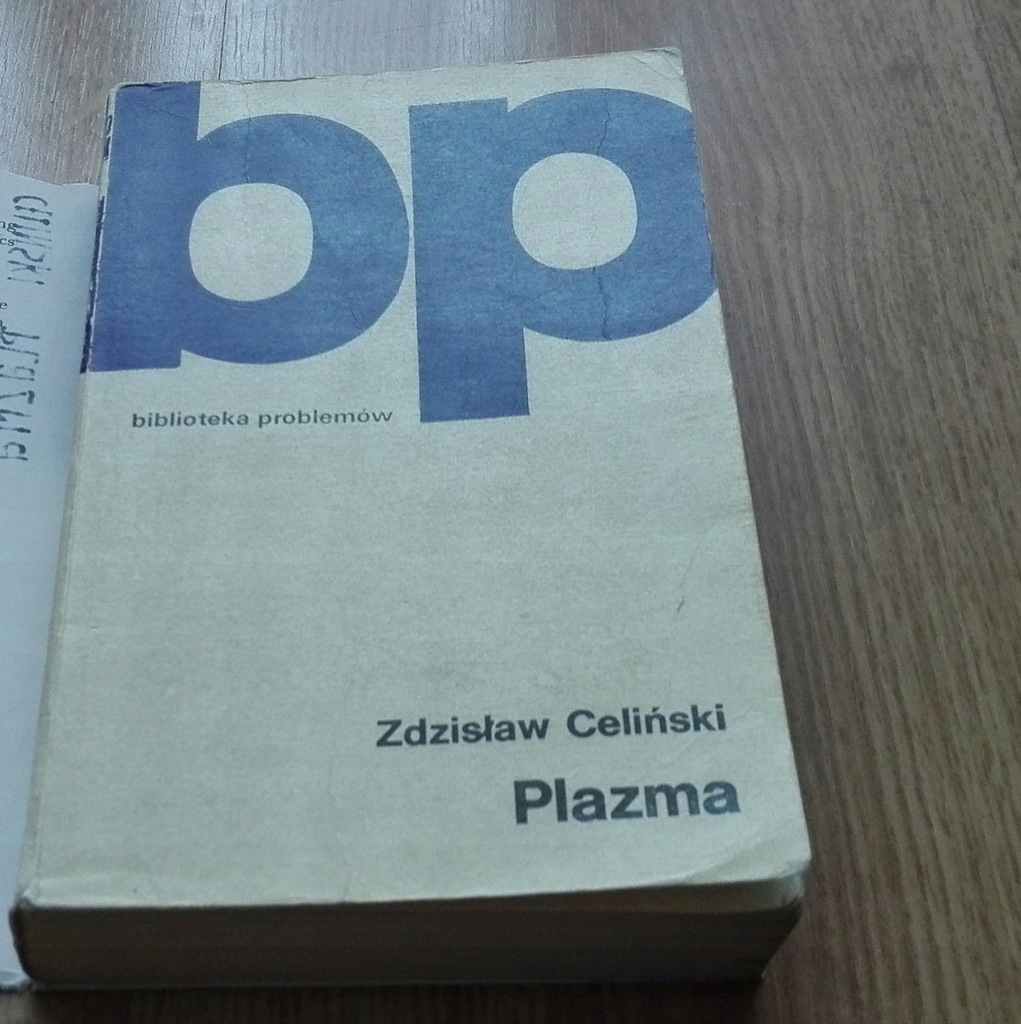 bp
biblioteka problemów
Zdzisław Celiński
Plazma